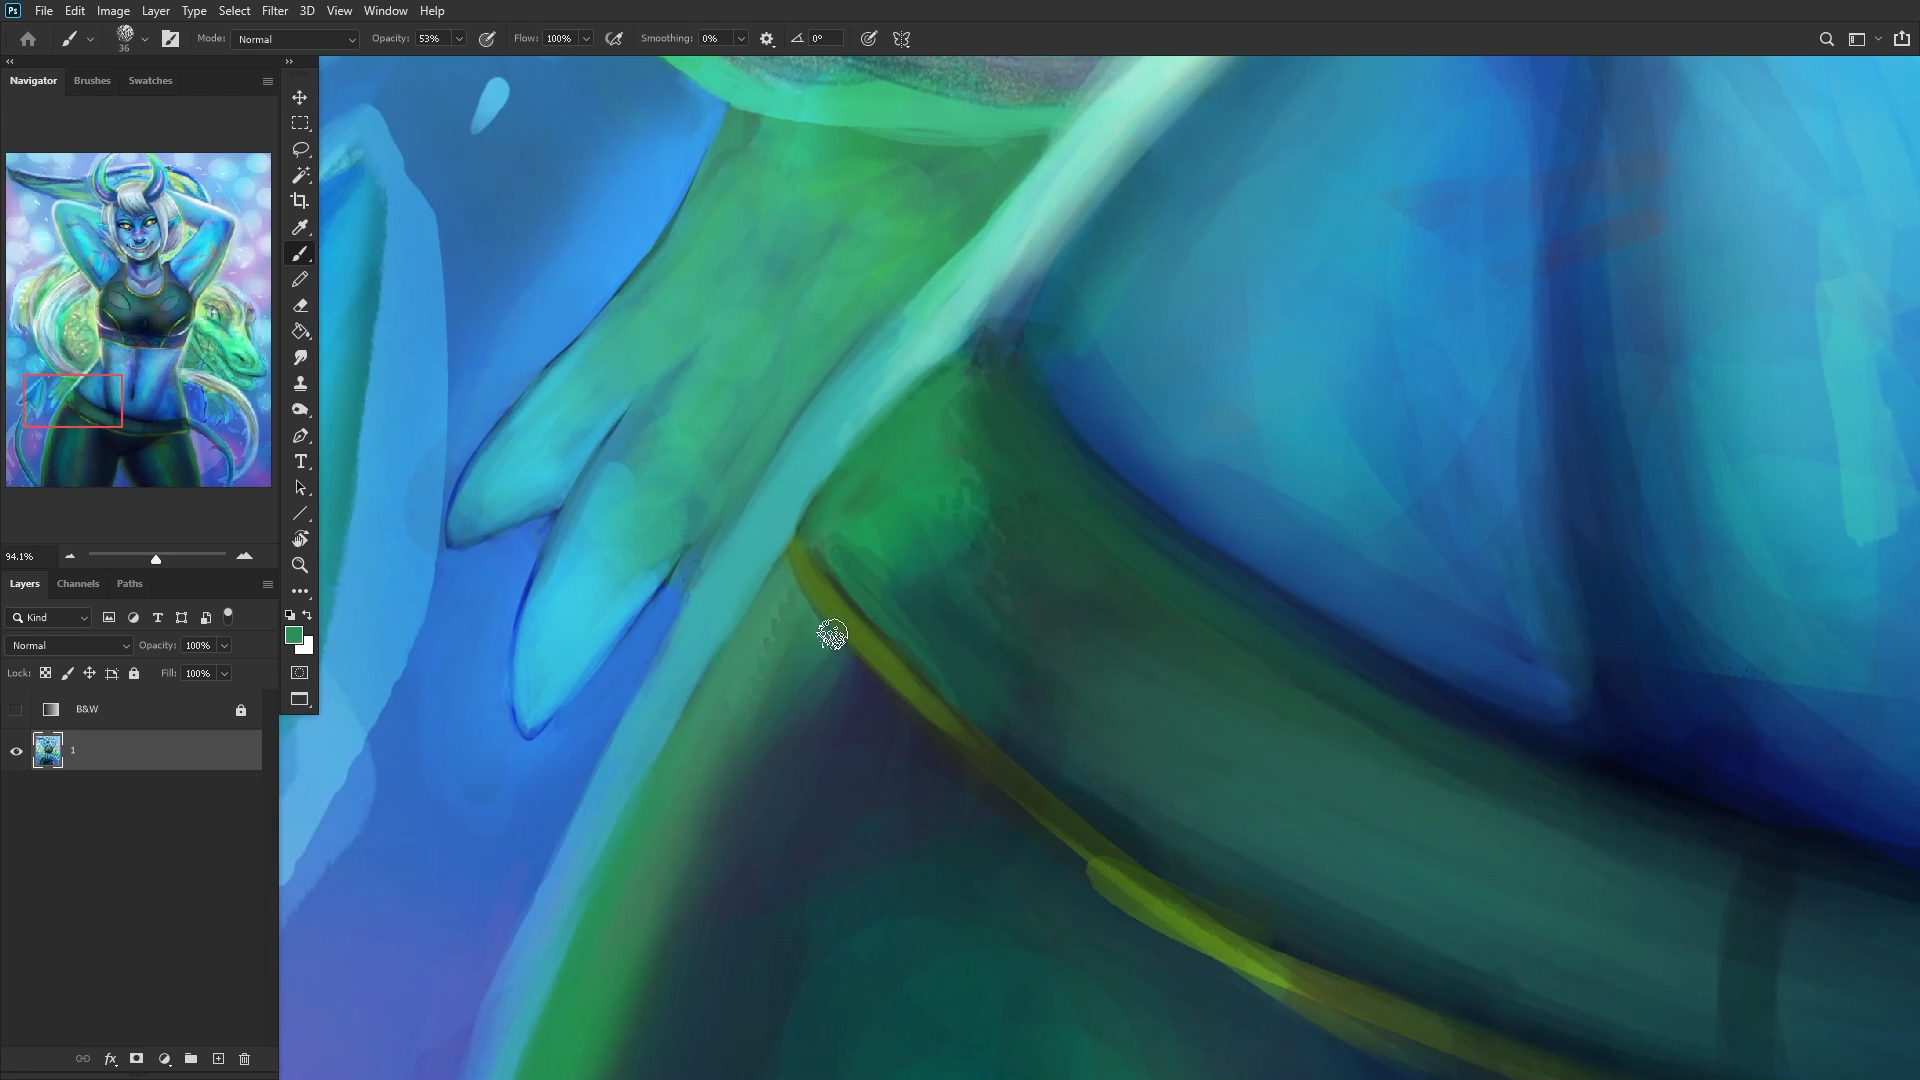 Ps File Edit Image Layer Type Select Filter 3D View Window Help
36 Mode: Normal Opacity: 53% Flow: 100% Smoothing: 0% 0°
Navigator Brushes Swatches
94.1%
Layers Channels Paths
Kind
Normal Opacity: 100%
Lock: Fill: 100%
B&W
1